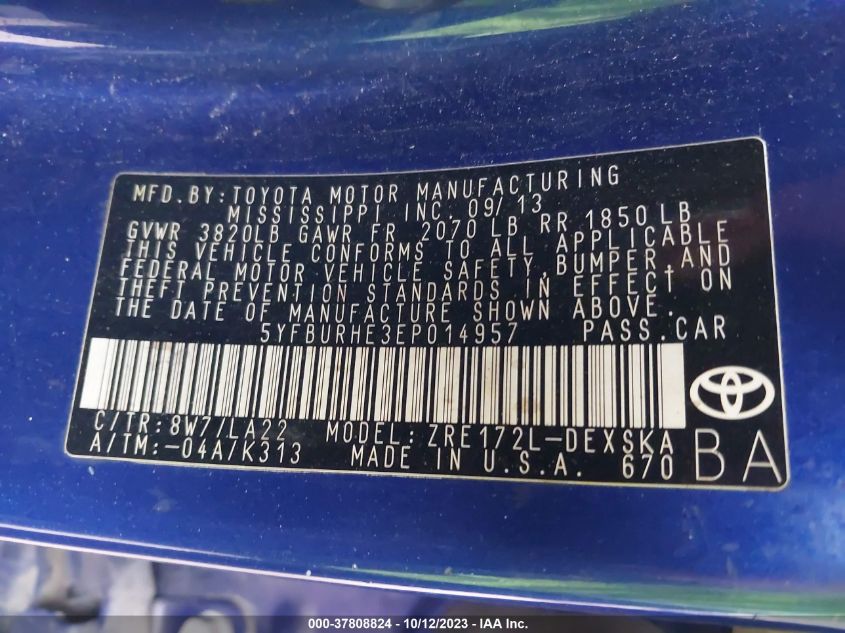 MFD.BY:TOYOTA MOTOR MANUFACTURING
MISSISSIPPI INC. 09/13
GVWR 3820LB GAWR FR 2070 LB RR 1850 LB
THIS VEHICLE CONFORMS TO ALL APPLICABLE
FEDERAL MOTOR VEHICLE SAFETY,BUMPER,AND
THEFT PREVENTION STANDARDS IN EFFECT ON
THE DATE OF MANUFACTURE SHOWN ABOVE.
5YFBURHE3EP014957 PASS.CAR
C/TR:8W7/LA22 MODEL:ZRE172L-DEXSKA
A/TM:-04A/K313 MADE IN U.S.A. 670
BA
000-37808824 - 10/12/2023 - IAA Inc.